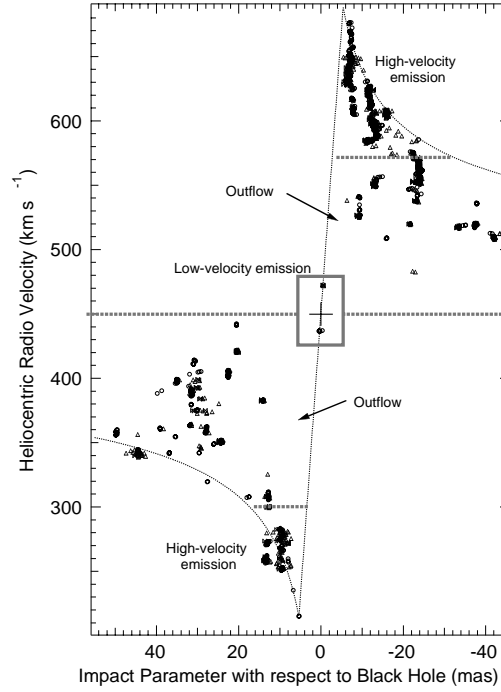 High-velocity
emission
600
Outflow
500
Low-velocity emission
400
Outflow
300
High-velocity
emission
Heliocentric Radio Velocity (km s⁻¹)
40 20 0 -20 -40
Impact Parameter with respect to Black Hole (mas)